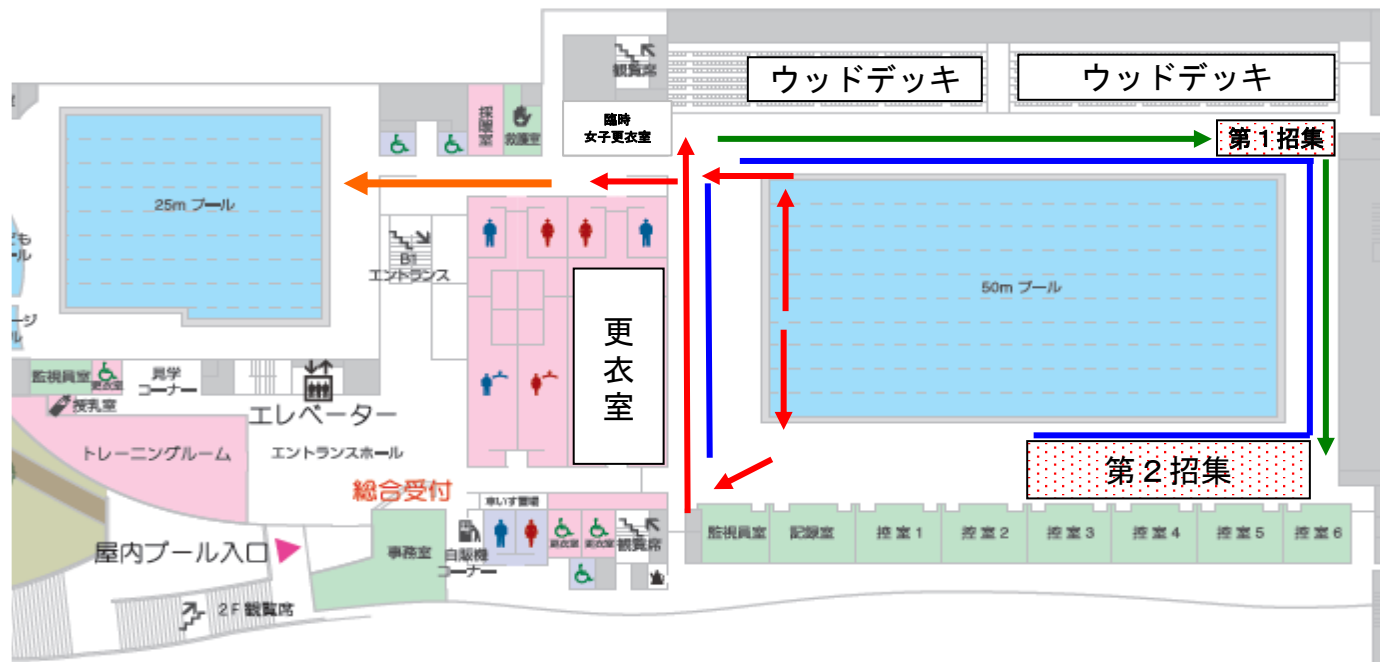 観覧席
ウッドデッキ
ウッドデッキ
採暖室
救護室
臨時
女子更衣室
第1招集
25m プール
B1
エントランス
50m プール
更
衣
室
監視員室
更衣室
見学
コーナー
授乳室
エレベーター
トレーニングルーム
エントランスホール
第2招集
総合受付
車いす置場
屋内プール入口
事務室
自販機
コーナー
更衣室
更衣室
観覧席
監視員室
記録室
控室1
控室2
控室3
控室4
控室5
控室6
2F 観覧席